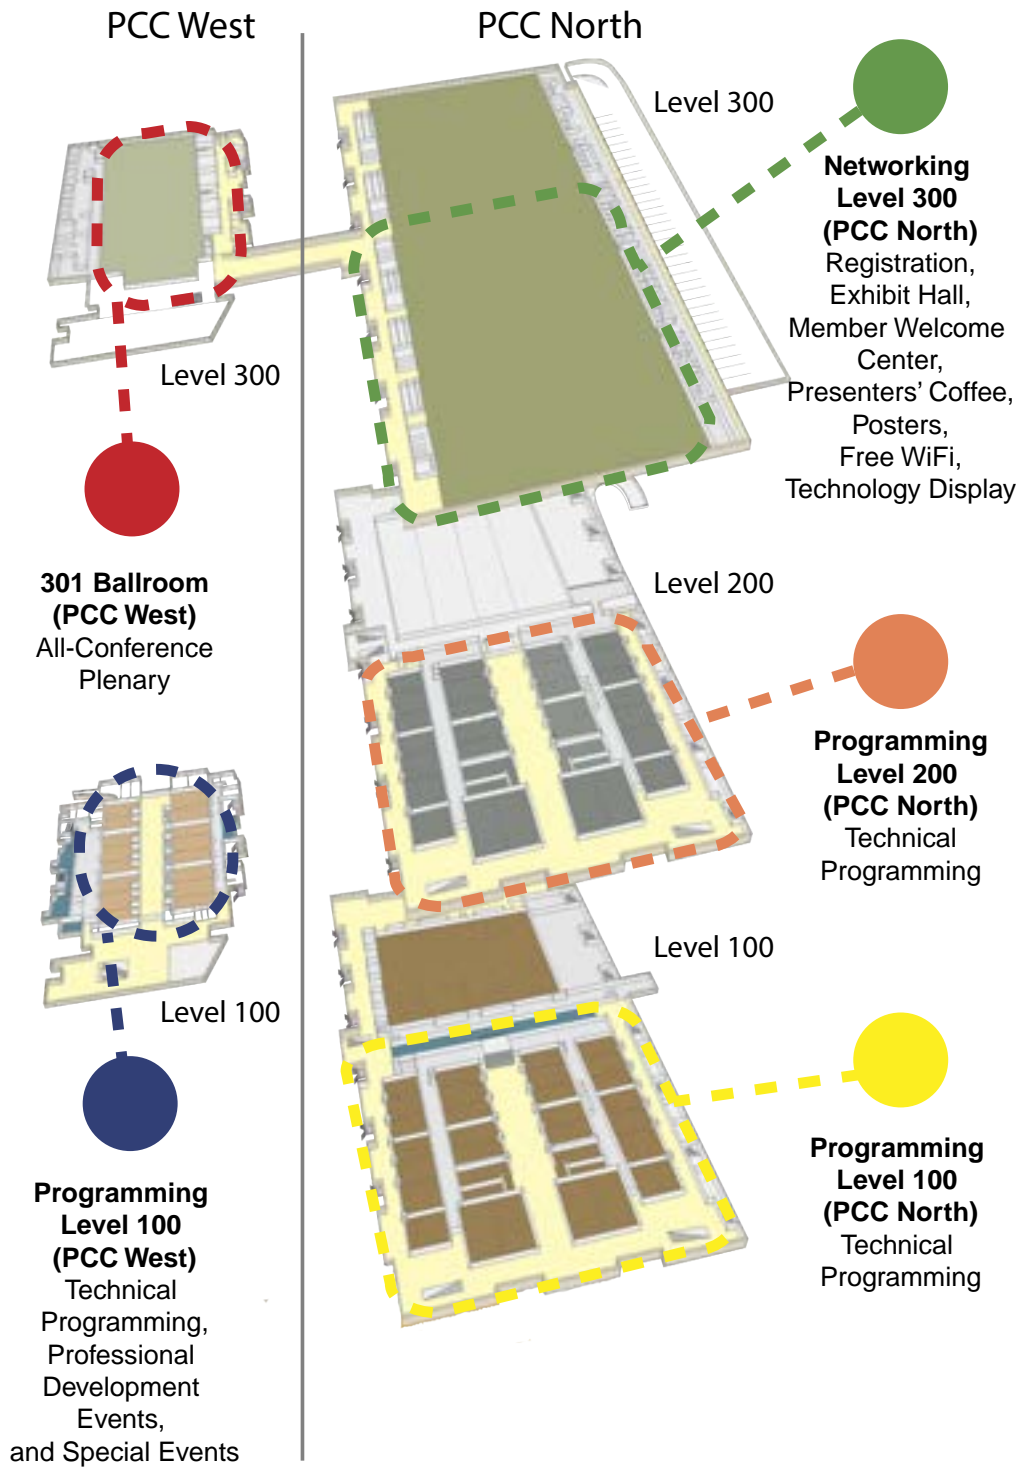 PCC West
PCC North
Level 300
Networking
Level 300
(PCC North)
Registration,
Exhibit Hall,
Member Welcome
Center,
Presenters' Coffee,
Posters,
Free WiFi,
Technology Display
Level 300
301 Ballroom
(PCC West)
All-Conference
Plenary
Level 200
Programming
Level 200
(PCC North)
Technical
Programming
Level 100
Level 100
Programming
Level 100
(PCC North)
Technical
Programming
Programming
Level 100
(PCC West)
Technical
Programming,
Professional
Development
Events,
and Special Events